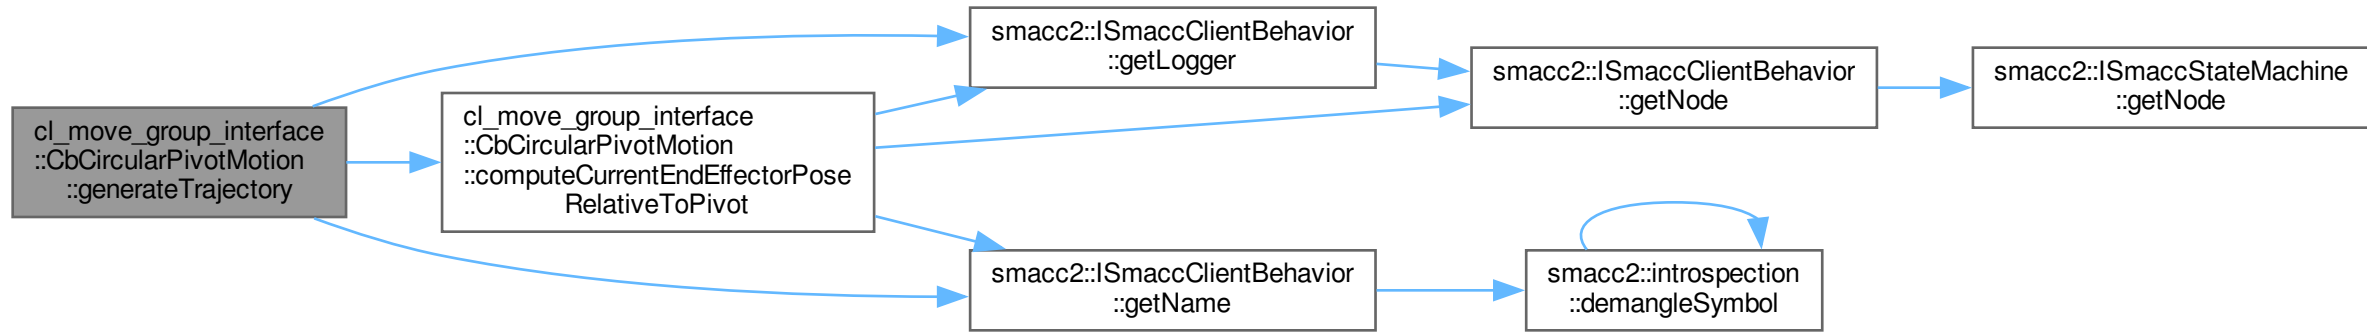 cl_move_group_interface
::CbCircularPivotMotion
::generateTrajectory
cl_move_group_interface
::CbCircularPivotMotion
::computeCurrentEndEffectorPose
RelativeToPivot
smacc2::ISmaccClientBehavior
::getLogger
smacc2::ISmaccClientBehavior
::getName
smacc2::ISmaccClientBehavior
::getNode
smacc2::introspection
::demangleSymbol
smacc2::ISmaccStateMachine
::getNode